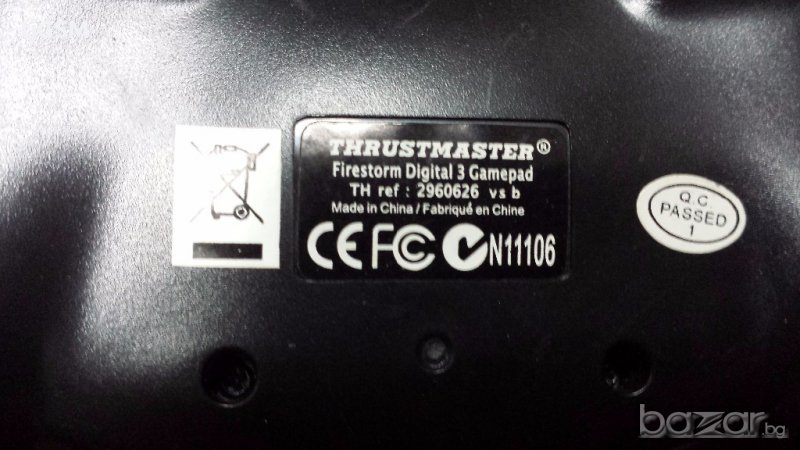 THRUSTMASTER®
Firestorm Digital 3 Gamepad
TH ref : 2960626 vs b
Made in China / Fabriqué en Chine
CE FC N11106
Q.C
PASSED
1
bazar.bg